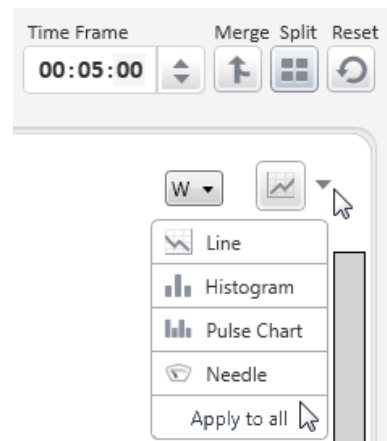 Time Frame Merge Split Reset
00:05:00
W
Line
Histogram
Pulse Chart
Needle
Apply to all